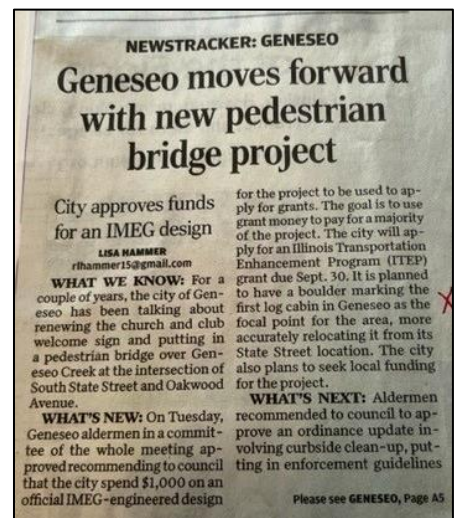 NEWSTRACKER: GENESEO
Geneseo moves forward
with new pedestrian
bridge project
City approves funds
for an IMEG design
LISA HAMMER
rlhammer15@gmail.com
WHAT WE KNOW: For a
couple of years, the city of Gen-
eseo has been talking about
renewing the church and club
welcome sign and putting in
a pedestrian bridge over Gen-
eseo Creek at the intersection of
South State Street and Oakwood
Avenue.
WHAT'S NEW: On Tuesday,
Geneseo aldermen in a commit-
tee of the whole meeting ap-
proved recommending to council
that the city spend $1,000 on an
official IMEG-engineered design
for the project to be used to ap-
ply for grants. The goal is to use
grant money to pay for a majority
of the project. The city will ap-
ply for an Illinois Transportation
Enhancement Program (ITEP)
grant due Sept. 30. It is planned
to have a boulder marking the
first log cabin in Geneseo as the
focal point for the area, more
accurately relocating it from its
State Street location. The city
also plans to seek local funding
for the project.
WHAT'S NEXT: Aldermen
recommended to council to ap-
prove an ordinance update in-
volving curbside clean-up, put-
ting in enforcement guidelines
Please see GENESEO, Page A5